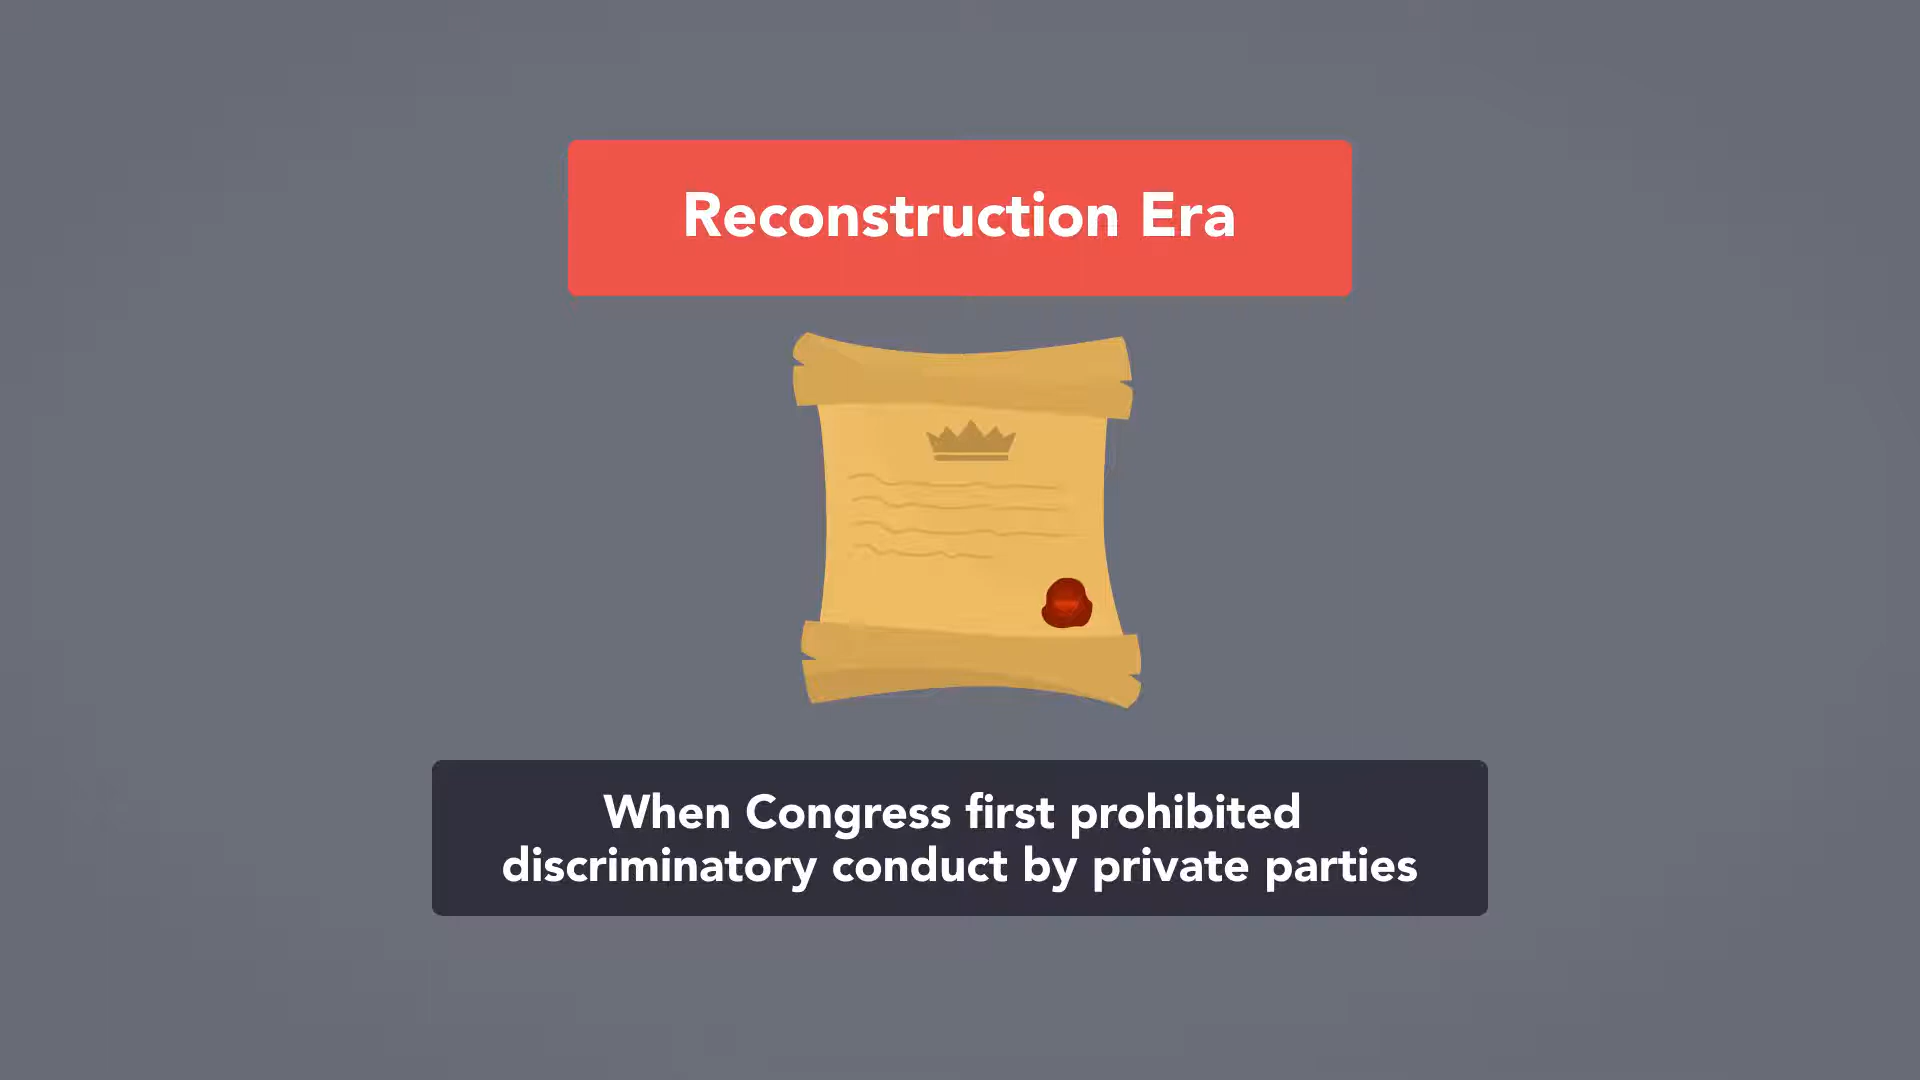 Reconstruction Era
When Congress first prohibited
discriminatory conduct by private parties